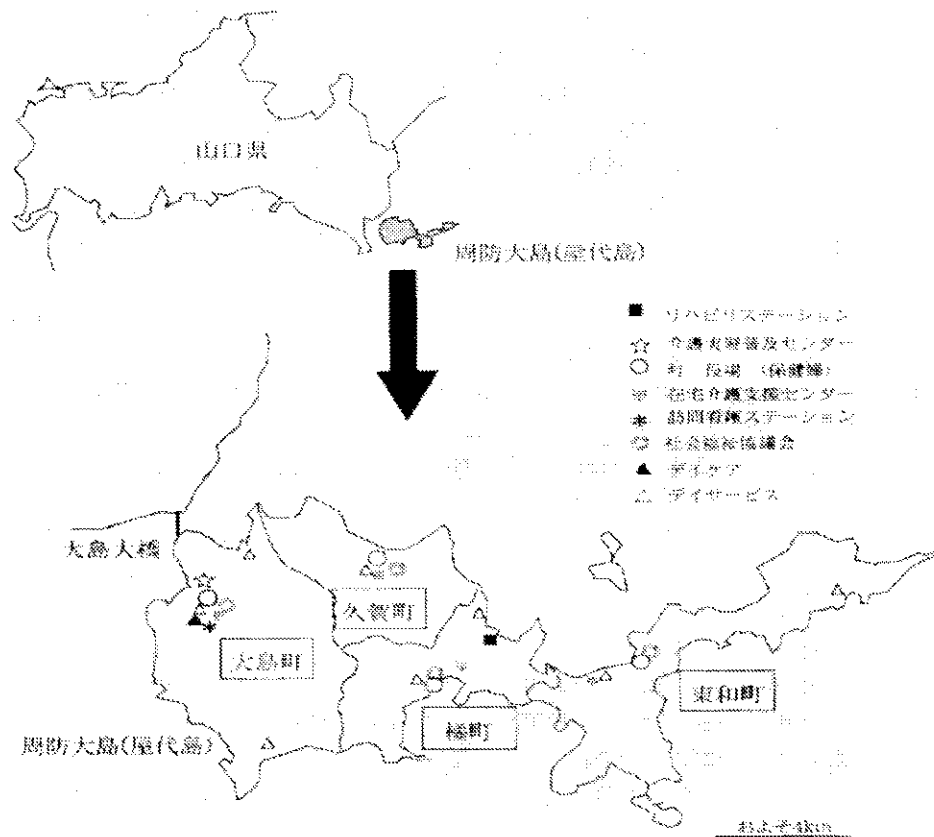 山口県
周防大島(屋代島)
リハビリステーション
介護実習普及センター
町 役場 (保健婦)
在宅介護支援センター
訪問看護ステーション
社会福祉協議会
デイケア
デイサービス
大島大橋
久賀町
大島町
東和町
橘町
周防大島(屋代島)
およそ4km